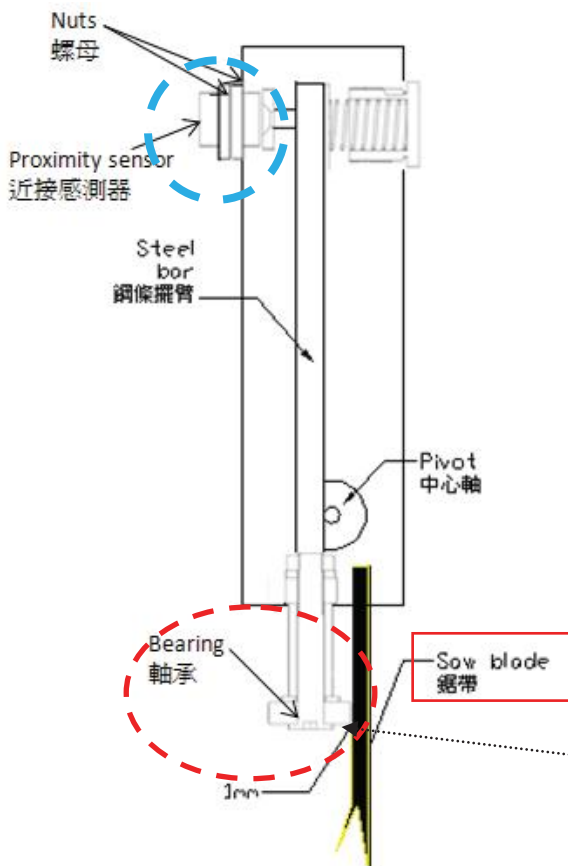 Nuts
螺母
Proximity sensor
近接感測器
Steel
bar
鋼條擺臂
Pivot
中心軸
Bearing
軸承
Saw blade
鋸帶
1mm